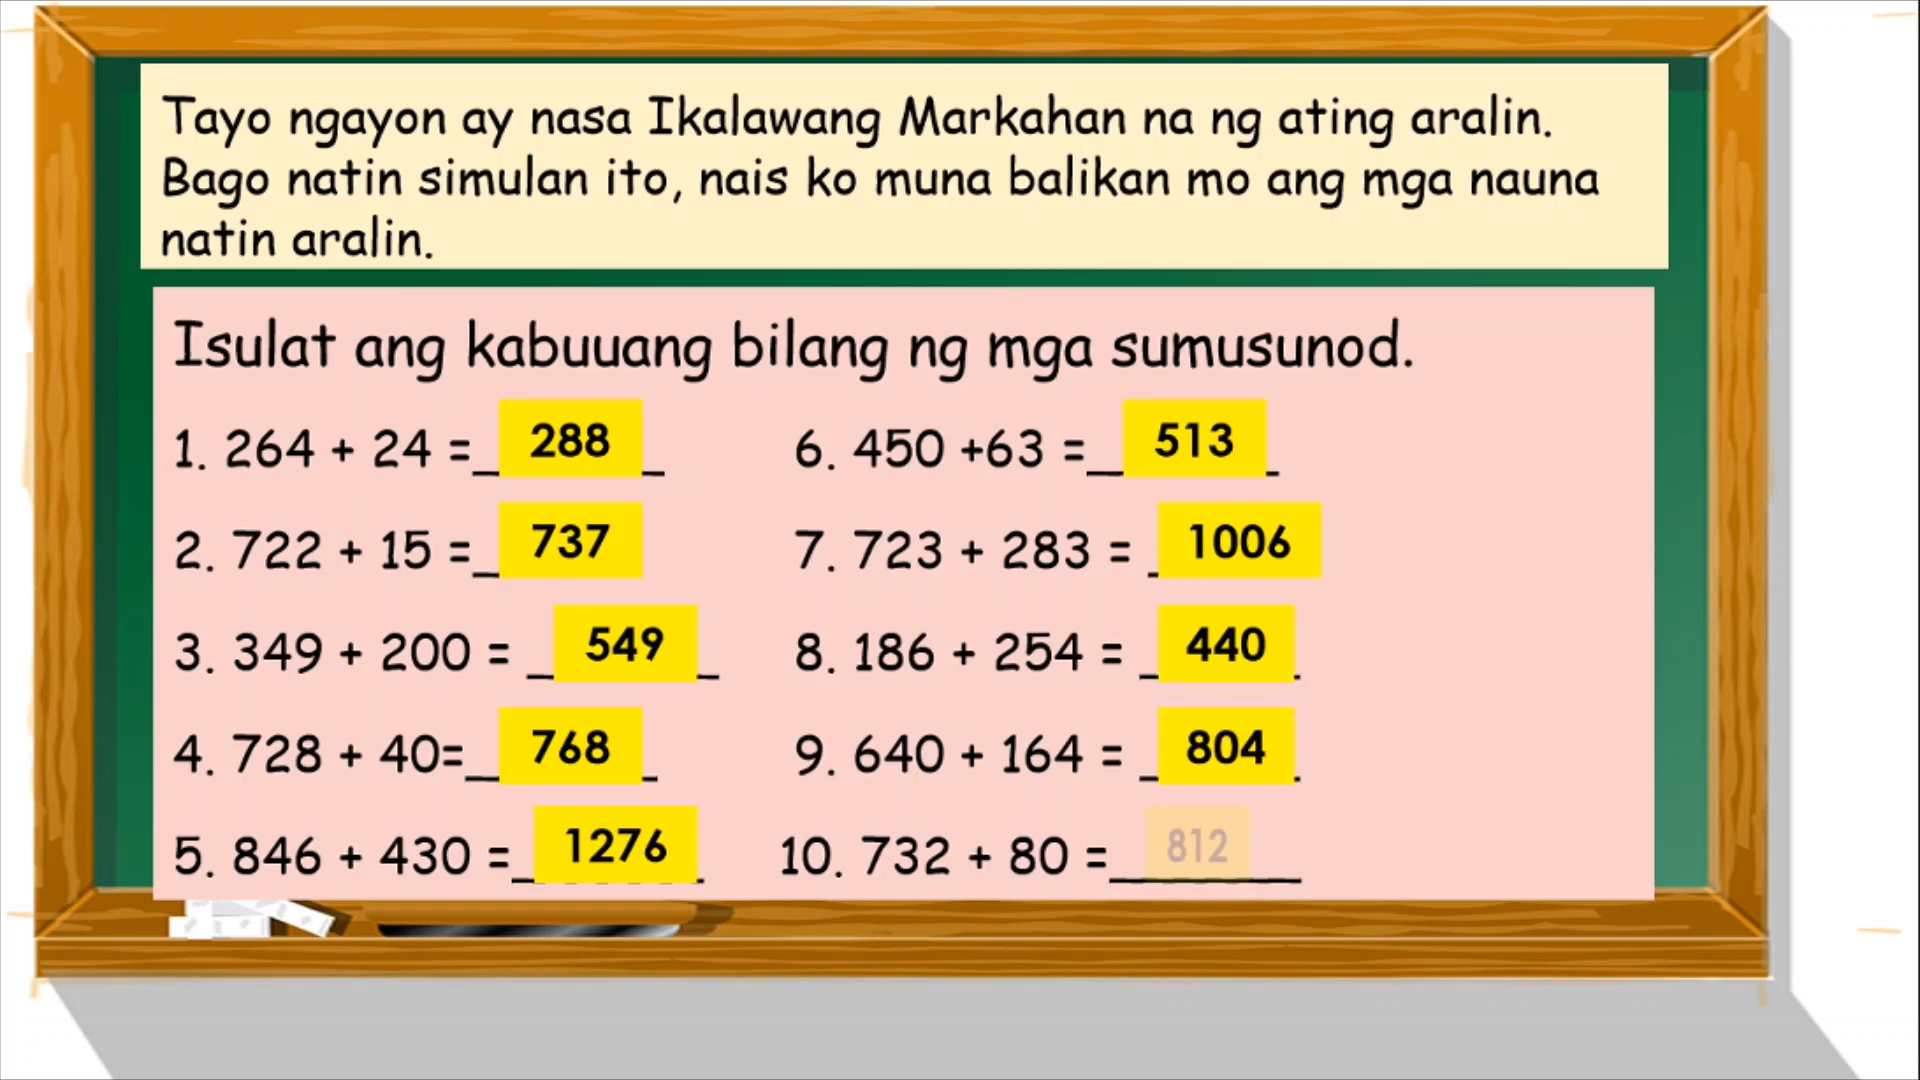 Tayo ngayon ay nasa Ikalawang Markahan na ng ating aralin.
Bago natin simulan ito, nais ko muna balikan mo ang mga nauna
natin aralin.
Isulat ang kabuuang bilang ng mga sumusunod.
1. 264 + 24 =_ 288 _
2. 722 + 15 =_ 737
3. 349 + 200 = _ 549 _
4. 728 + 40=_ 768 _
5. 846 + 430 =_ 1276 _
6. 450 +63 =_ 513 _
7. 723 + 283 = _ 1006
8. 186 + 254 = _ 440 _
9. 640 + 164 = _ 804 _
10. 732 + 80 =_ 812 _